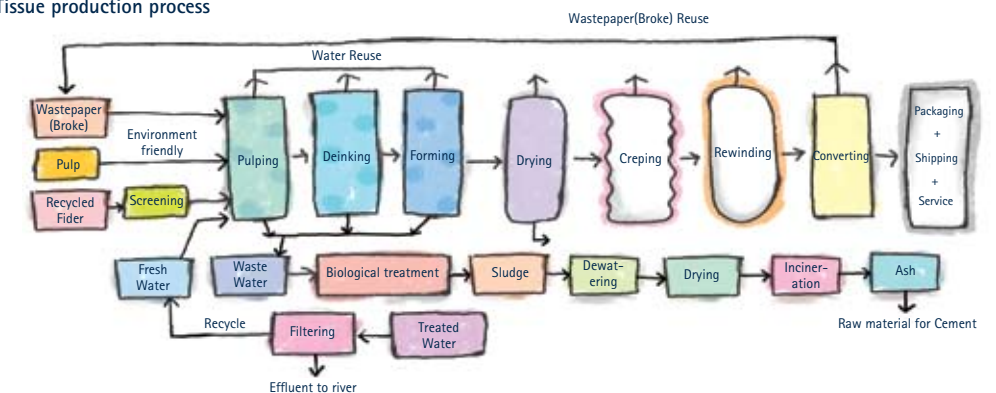 Tissue production process
Wastepaper(Broke) Reuse
Water Reuse
Wastepaper
(Broke)
Environment
friendly
Pulp
Recycled
Fider
Screening
Pulping
Deinking
Forming
Drying
Creping
Rewinding
Converting
Packaging
+
Shipping
+
Service
Fresh
Water
Waste
Water
Biological treatment
Sludge
Dewat-
ering
Drying
Inciner-
ation
Ash
Raw material for Cement
Recycle
Filtering
Treated
Water
Effluent to river